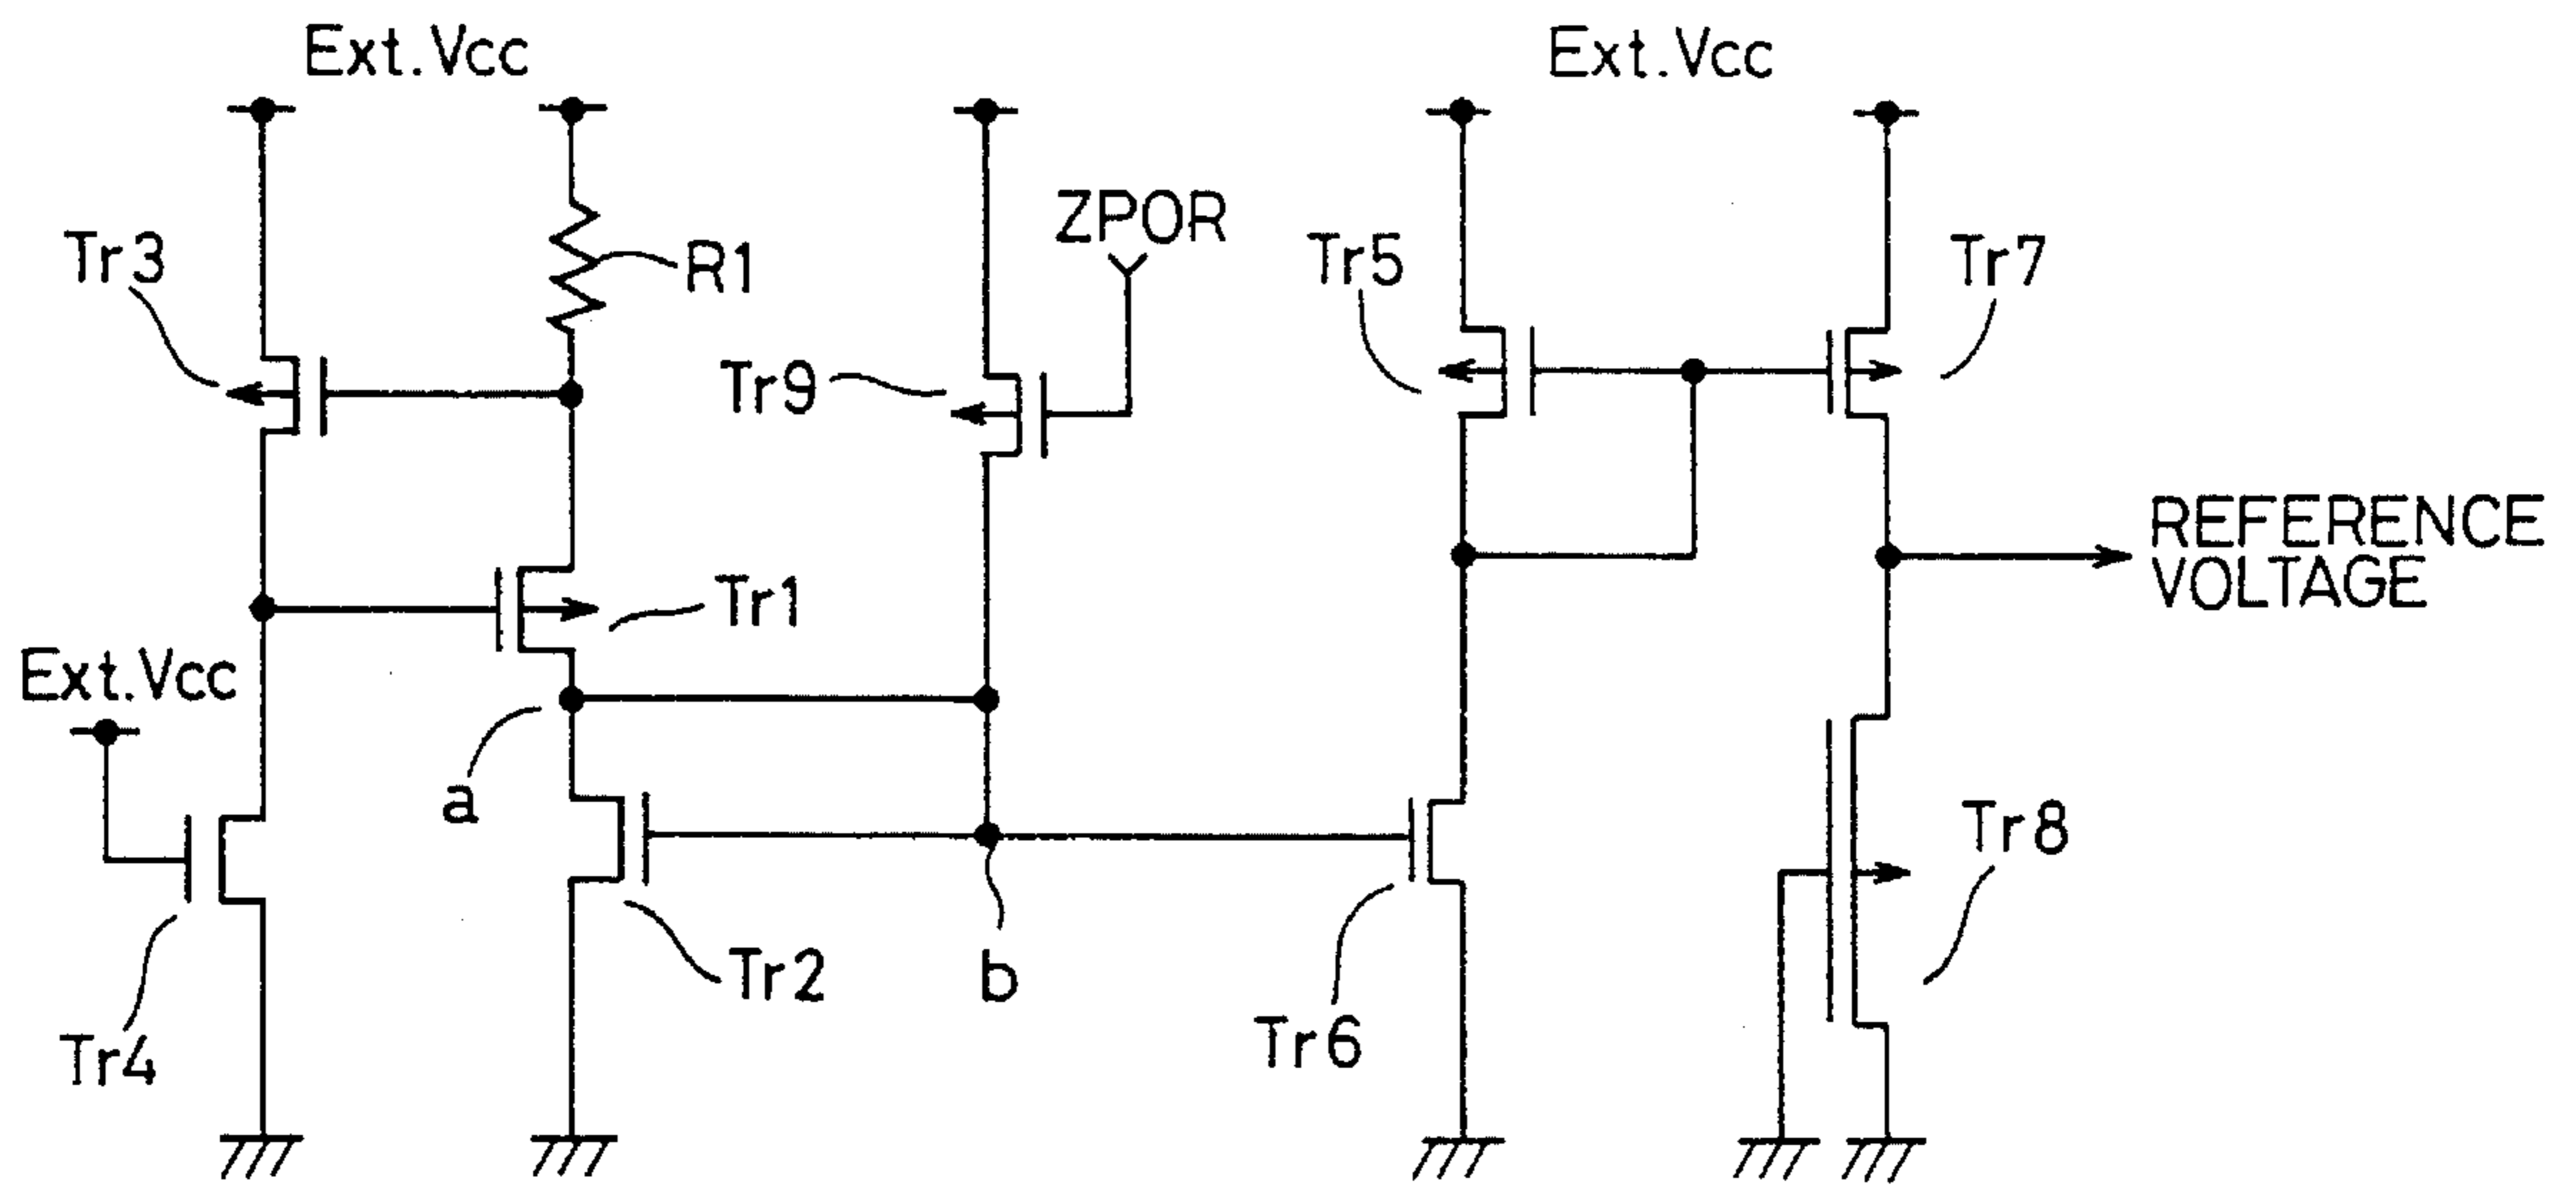 Ext.Vcc
Ext.Vcc
ZPOR
Tr3
R1
Tr5
Tr7
Tr9
REFERENCE
VOLTAGE
Tr1
Ext.Vcc
a
Tr8
Tr2
b
Tr6
Tr4